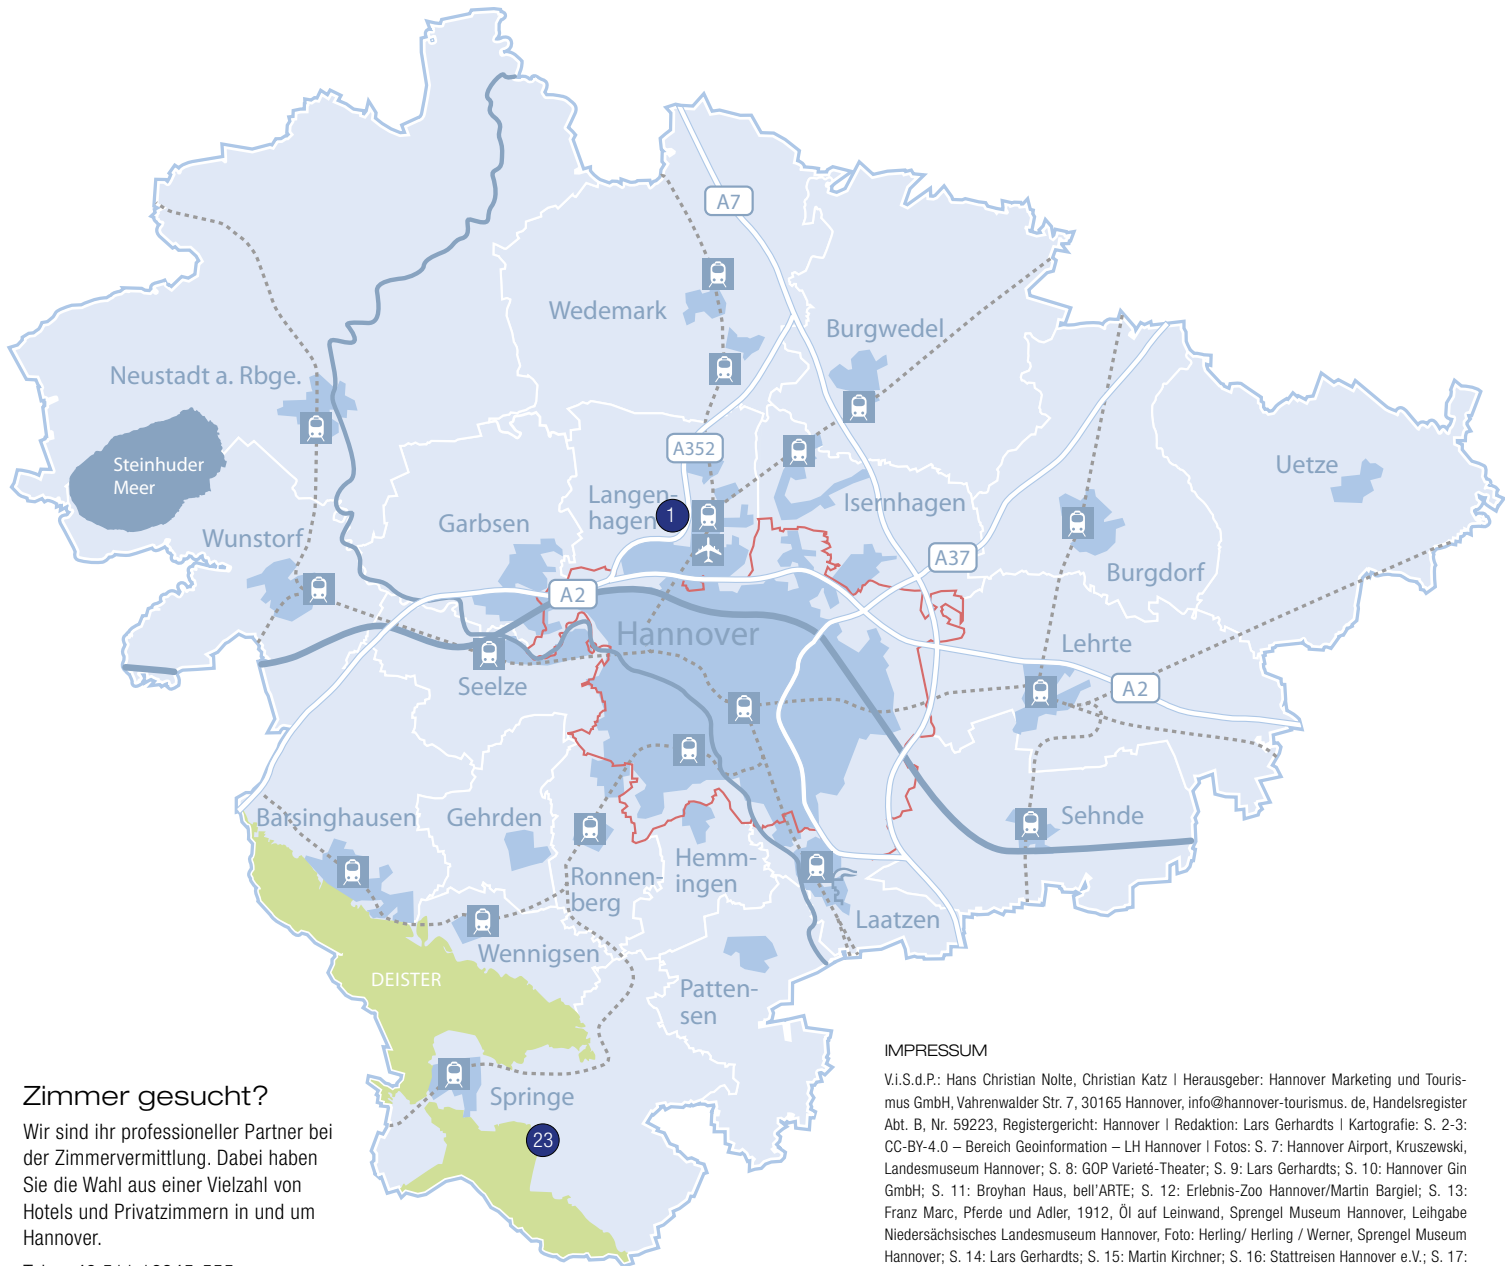 A7
Wedemark
Burgwedel
Neustadt a. Rbge.
A352
Steinhuder
Meer
Uetze
Langen-
hagen
1
Isernhagen
Garbsen
Wunstorf
A37
Burgdorf
A2
Hannover
Lehrte
Seelze
A2
Barsinghausen
Gehrden
Sehnde
Hemm-
ingen
Ronnen-
berg
Laatzen
Wennigsen
DEISTER
Patten-
sen
Springe
23
Zimmer gesucht?
Wir sind ihr professioneller Partner bei
der Zimmervermittlung. Dabei haben
Sie die Wahl aus einer Vielzahl von
Hotels und Privatzimmern in und um
Hannover.
IMPRESSUM
V.i.S.d.P.: Hans Christian Nolte, Christian Katz | Herausgeber: Hannover Marketing und Touris-
mus GmbH, Vahrenwalder Str. 7, 30165 Hannover, info@hannover-tourismus. de, Handelsregister
Abt. B, Nr. 59223, Registergericht: Hannover | Redaktion: Lars Gerhardts | Kartografie: S. 2-3:
CC-BY-4.0 – Bereich Geoinformation – LH Hannover | Fotos: S. 7: Hannover Airport, Kruszewski,
Landesmuseum Hannover; S. 8: GOP Varieté-Theater; S. 9: Lars Gerhardts; S. 10: Hannover Gin
GmbH; S. 11: Broyhan Haus, bell'ARTE; S. 12: Erlebnis-Zoo Hannover/Martin Bargiel; S. 13:
Franz Marc, Pferde und Adler, 1912, Öl auf Leinwand, Sprengel Museum Hannover, Leihgabe
Niedersächsisches Landesmuseum Hannover, Foto: Herling/ Herling / Werner, Sprengel Museum
Hannover; S. 14: Lars Gerhardts; S. 15: Martin Kirchner; S. 16: Stattreisen Hannover e.V.; S. 17: